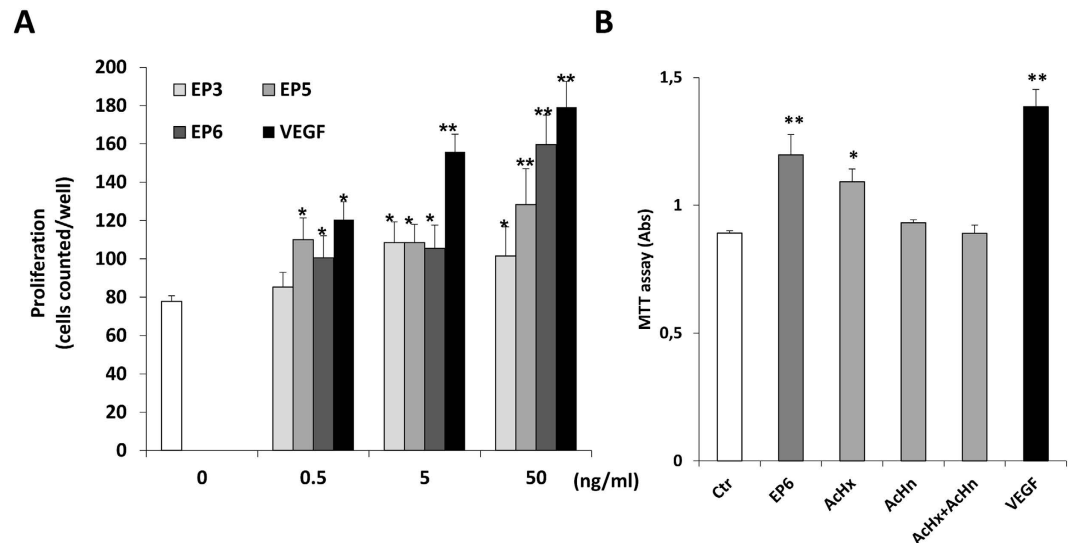 A
200
180
160
140
120
100
80
60
40
20
0
Proliferation
(cells counted/well)
EP3
EP5
EP6
VEGF
*
*
*
*
*
*
**
*
**
**
**
0
0.5
5
50
(ng/ml)
B
1,5
1
0,5
0
MTT assay (Abs)
**
*
**
Ctr
EP6
AcHx
AcHn
AcHx+AcHn
VEGF